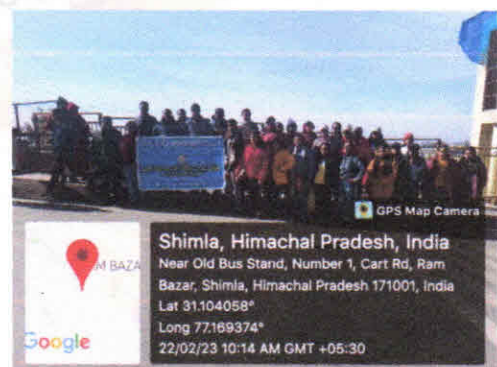 GPS Map Camera
M BAZA
Google
Shimla, Himachal Pradesh, India
Near Old Bus Stand, Number 1, Cart Rd, Ram
Bazar, Shimla, Himachal Pradesh 171001, India
Lat 31.104058°
Long 77.169374°
22/02/23 10:14 AM GMT +05:30